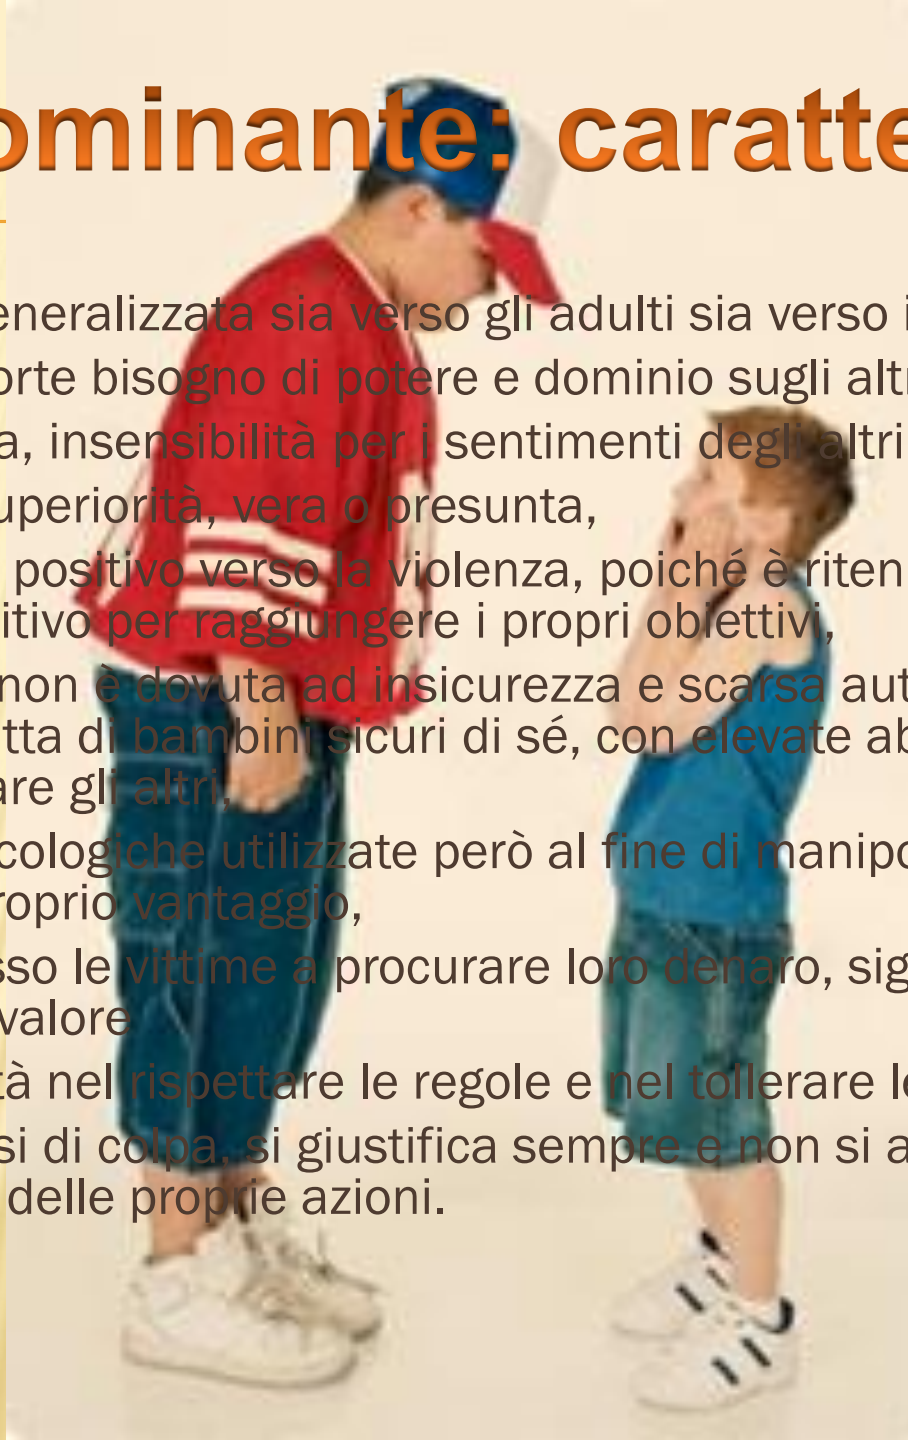 ominante: caratte
eneralizzata sia verso gli adulti sia verso i
orte bisogno di potere e dominio sugli altr
a, insensibilità per i sentimenti degli altri
uperiorità, vera o presunta,
positivo verso la violenza, poiché è riten
itivo per raggiungere i propri obiettivi,
non è dovuta ad insicurezza e scarsa aut
tta di bambini sicuri di sé, con elevate ab
are gli altri,
cologiche utilizzate però al fine di manipo
roprio vantaggio,
sso le vittime a procurare loro denaro, sig
valore
tà nel rispettare le regole e nel tollerare le
si di colpa, si giustifica sempre e non si a
delle proprie azioni.